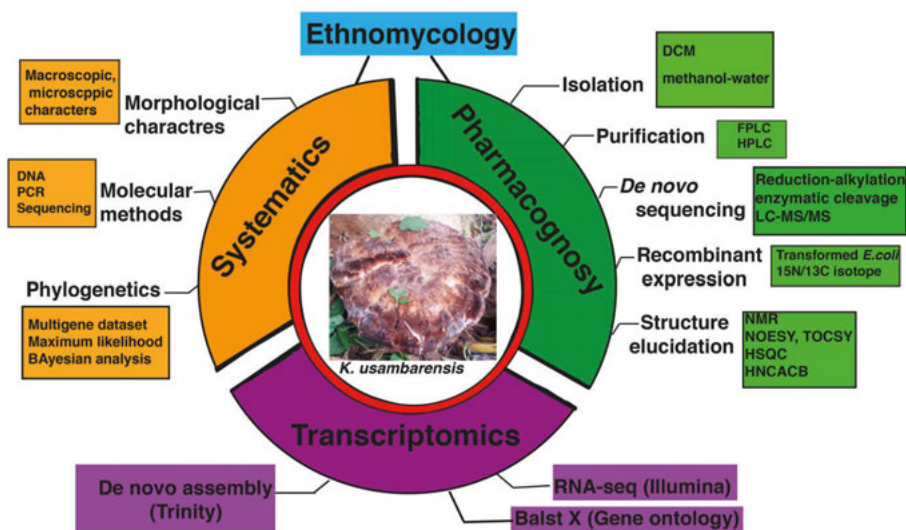 Ethnomycology
Macroscopic,
microscppic
characters
Morphological
charactres
DNA
PCR
Sequencing
Molecular
methods
Phylogenetics
Multigene dataset
Maximum likelihood
BAyesian analysis
Systematics
Pharmacognosy
Isolation
DCM
methanol-water
Purification
FPLC
HPLC
De novo
sequencing
Reduction-alkylation
enzymatic cleavage
LC-MS/MS
Recombinant
expression
Transformed E.coli
15N/13C isotope
Structure
elucidation
NMR
NOESY, TOCSY
HSQC
HNCACB
K. usambarensis
Transcriptomics
De novo assembly
(Trinity)
RNA-seq (Illumina)
Balst X (Gene ontology)